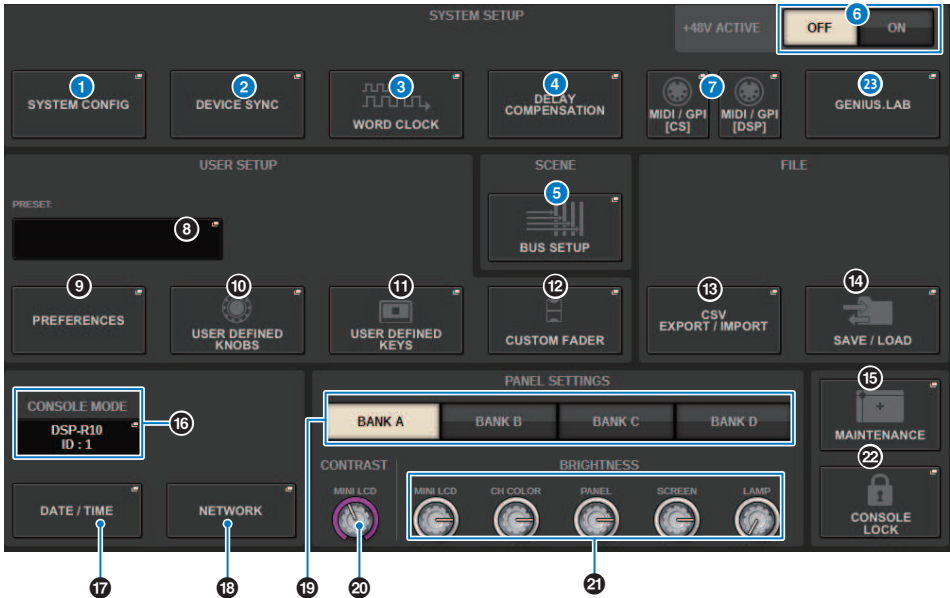 SYSTEM SETUP
+48V ACTIVE
6
OFF
ON
1
SYSTEM CONFIG
2
DEVICE SYNC
3
WORD CLOCK
4
DELAY
COMPENSATION
7
MIDI / GPI
[CS]
MIDI / GPI
[DSP]
23
GENIUS.LAB
USER SETUP
SCENE
FILE
PRESET:
8
5
BUS SETUP
9
PREFERENCES
10
USER DEFINED
KNOBS
11
USER DEFINED
KEYS
12
CUSTOM FADER
13
CSV
EXPORT / IMPORT
14
SAVE / LOAD
CONSOLE MODE
DSP-R10
ID : 1
16
PANEL SETTINGS
BANK A
BANK B
BANK C
BANK D
15
MAINTENANCE
CONTRAST
BRIGHTNESS
MINI LCD
MINI LCD
CH COLOR
PANEL
SCREEN
LAMP
22
CONSOLE
LOCK
DATE / TIME
NETWORK
17
18
19
20
21